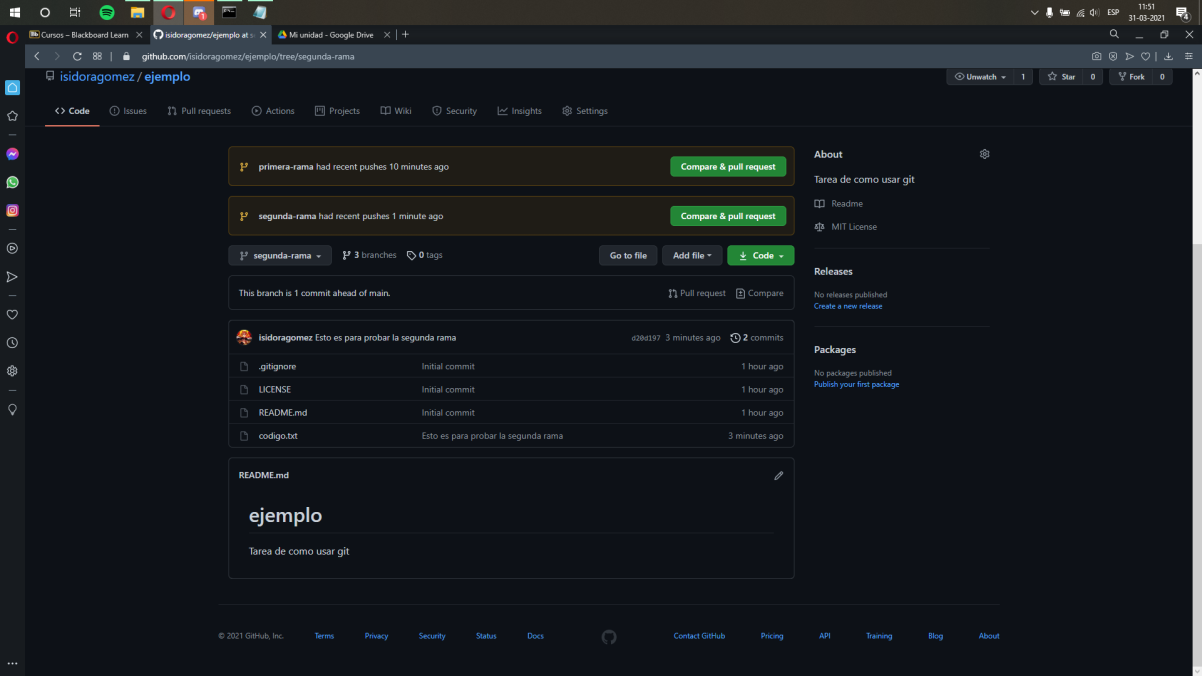 11:51
ESP
31-03-2021
4
Bb Cursos – Blackboard Learn
isidoragomez/ejemplo at s
Mi unidad - Google Drive
github.com/isidoragomez/ejemplo/tree/segunda-rama
isidoragomez / ejemplo
Unwatch 1 Star 0 Fork 0
Code Issues Pull requests Actions Projects Wiki Security Insights Settings
primera-rama had recent pushes 10 minutes ago Compare & pull request
segunda-rama had recent pushes 1 minute ago Compare & pull request
segunda-rama 3 branches 0 tags Go to file Add file Code
This branch is 1 commit ahead of main. Pull request Compare
isidoragomez Esto es para probar la segunda rama d20d197 3 minutes ago 2 commits
.gitignore Initial commit 1 hour ago
LICENSE Initial commit 1 hour ago
README.md Initial commit 1 hour ago
codigo.txt Esto es para probar la segunda rama 3 minutes ago
README.md
ejemplo
Tarea de como usar git
About
Tarea de como usar git
Readme
MIT License
Releases
No releases published
Create a new release
Packages
No packages published
Publish your first package
© 2021 GitHub, Inc. Terms Privacy Security Status Docs Contact GitHub Pricing API Training Blog About